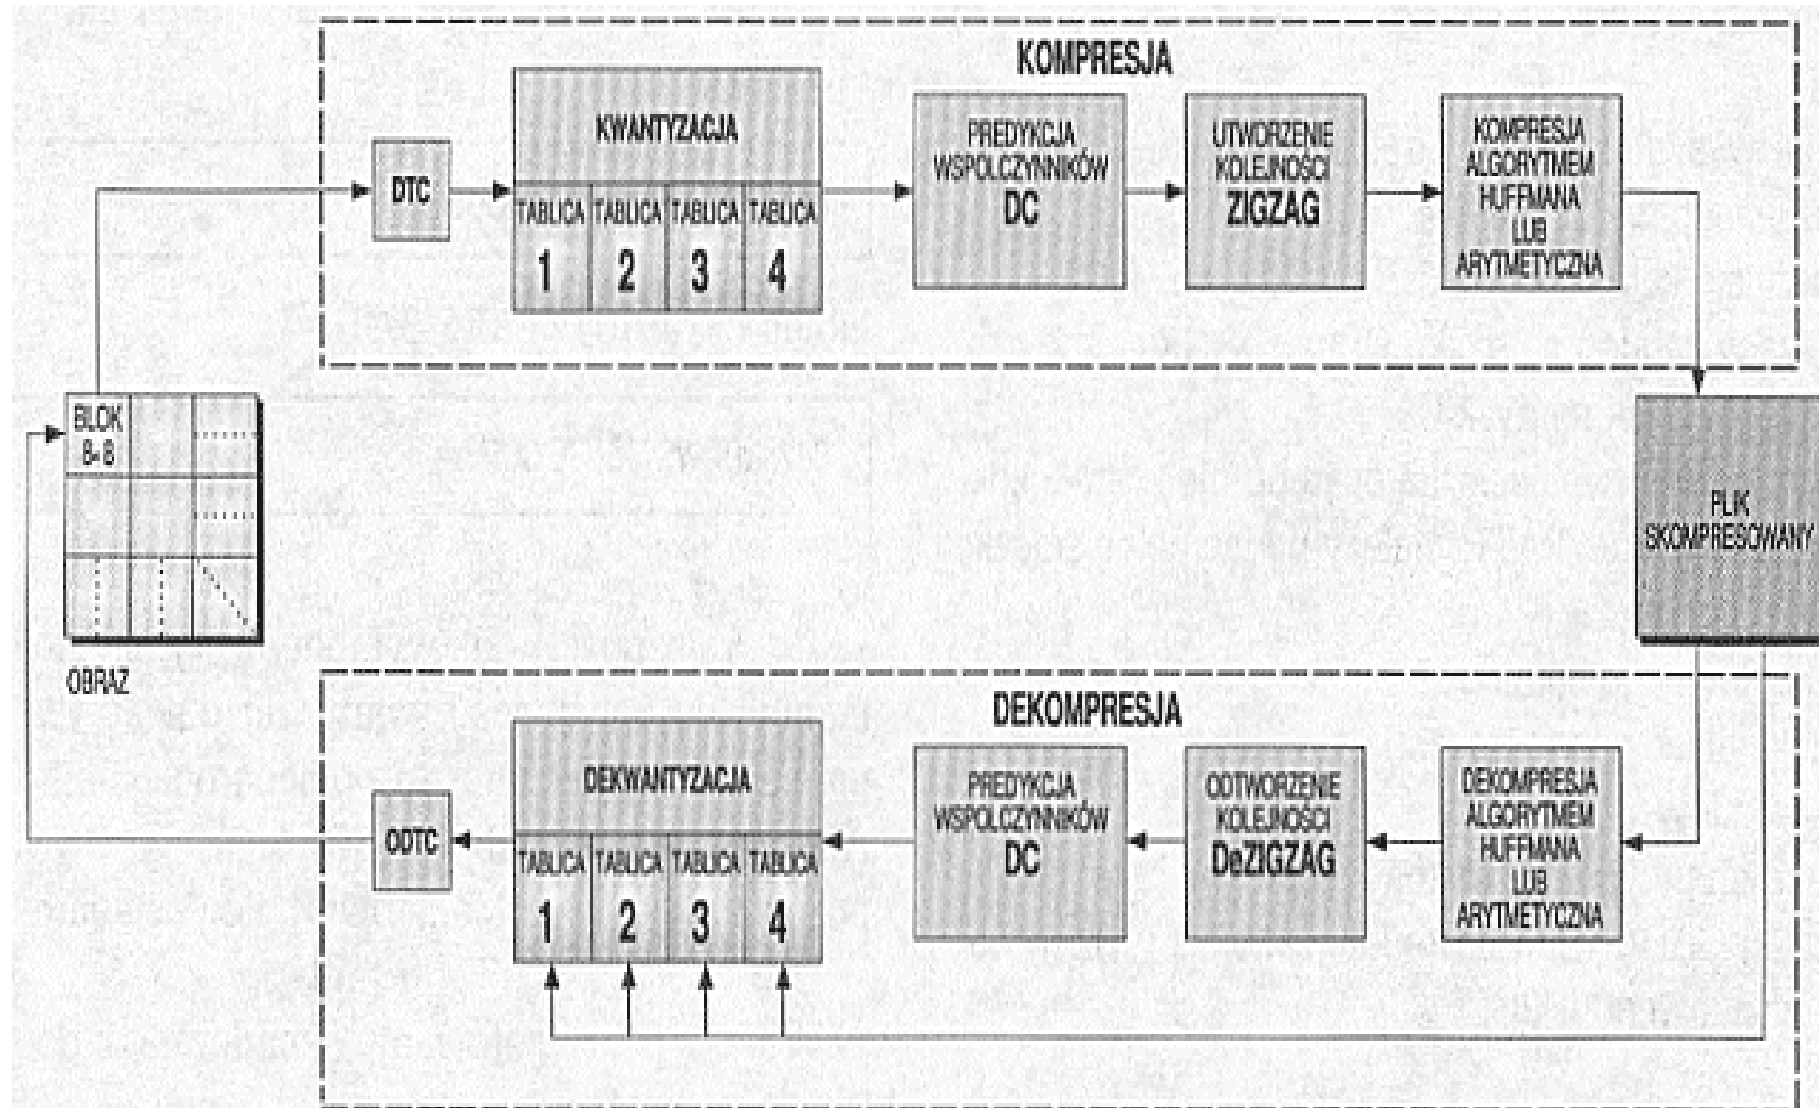 KOMPRESJA
DTC
KWANTYZACJA
TABLICA TABLICA TABLICA TABLICA
1 2 3 4
PREDYKCJA
WSPOLCZYNNIKÓW
DC
UTWORZENIE
KOLEJNOŚCI
ZIGZAG
KOMPRESJA
ALGORYTMEM
HUFFMANA
LUB
ARYTMETYCZNA
BLOK
8×8
OBRAZ
PLIK
SKOMPRESOWANY
DEKOMPRESJA
ODTC
DEKWANTYZACJA
TABLICA TABLICA TABLICA TABLICA
1 2 3 4
PREDYKCJA
WSPOLCZYNNIKÓW
DC
ODTWORZENIE
KOLEJNOŚCI
DeZIGZAG
DEKOMPRESJA
ALGORYTMEM
HUFFMANA
LUB
ARYTMETYCZNA